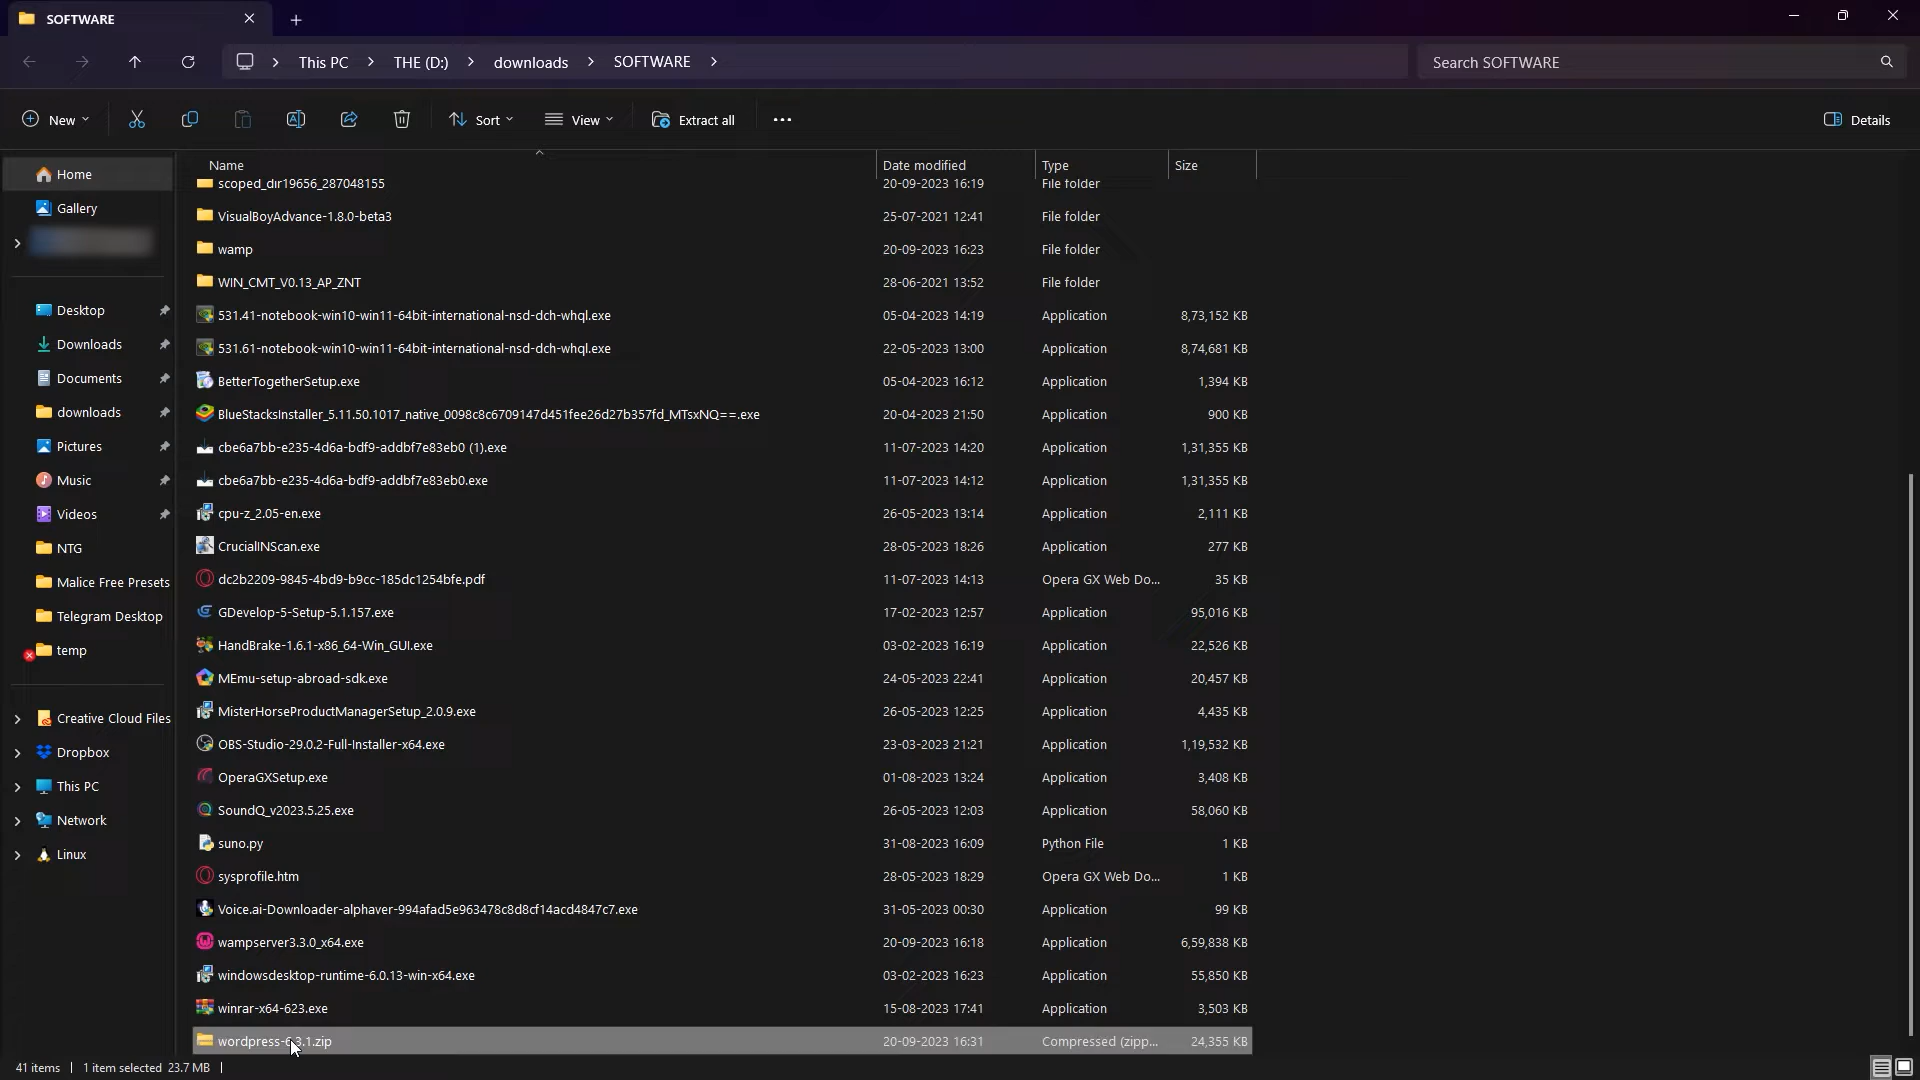 SOFTWARE
This PC > THE (D:) > downloads > SOFTWARE >
Search SOFTWARE
New
Sort
View
Extract all
Details
Home
Gallery
Desktop
Downloads
Documents
downloads
Pictures
Music
Videos
NTG
Malice Free Presets
Telegram Desktop
temp
Creative Cloud Files
Dropbox
This PC
Network
Linux
Name Date modified Type Size
scoped_dir19656_287048155 20-09-2023 16:19 File folder
VisualBoyAdvance-1.8.0-beta3 25-07-2021 12:41 File folder
wamp 20-09-2023 16:23 File folder
WIN_CMT_V0.13_AP_ZNT 28-06-2021 13:52 File folder
531.41-notebook-win10-win11-64bit-international-nsd-dch-whql.exe 05-04-2023 14:19 Application 8,73,152 KB
531.61-notebook-win10-win11-64bit-international-nsd-dch-whql.exe 22-05-2023 13:00 Application 8,74,681 KB
BetterTogetherSetup.exe 05-04-2023 16:12 Application 1,394 KB
BlueStacksInstaller_5.11.50.1017_native_0098c8c6709147d451fee26d27b357fd_MTsxNQ==.exe 20-04-2023 21:50 Application 900 KB
cbe6a7bb-e235-4d6a-bdf9-addbf7e83eb0 (1).exe 11-07-2023 14:20 Application 1,31,355 KB
cbe6a7bb-e235-4d6a-bdf9-addbf7e83eb0.exe 11-07-2023 14:12 Application 1,31,355 KB
cpu-z_2.05-en.exe 26-05-2023 13:14 Application 2,111 KB
CrucialINScan.exe 28-05-2023 18:26 Application 277 KB
dc2b2209-9845-4bd9-b9cc-185dc1254bfe.pdf 11-07-2023 14:13 Opera GX Web Do... 35 KB
GDevelop-5-Setup-5.1.157.exe 17-02-2023 12:57 Application 95,016 KB
HandBrake-1.6.1-x86_64-Win_GUI.exe 03-02-2023 16:19 Application 22,526 KB
MEmu-setup-abroad-sdk.exe 24-05-2023 22:41 Application 20,457 KB
MisterHorseProductManagerSetup_2.0.9.exe 26-05-2023 12:25 Application 4,435 KB
OBS-Studio-29.0.2-Full-Installer-x64.exe 23-03-2023 21:21 Application 1,19,532 KB
OperaGXSetup.exe 01-08-2023 13:24 Application 3,408 KB
SoundQ_v2023.5.25.exe 26-05-2023 12:03 Application 58,060 KB
suno.py 31-08-2023 16:09 Python File 1 KB
sysprofile.htm 28-05-2023 18:29 Opera GX Web Do... 1 KB
Voice.ai-Downloader-alphaver-994afad5e963478c8d8cf14acd4847c7.exe 31-05-2023 00:30 Application 99 KB
wampserver3.3.0_x64.exe 20-09-2023 16:18 Application 6,59,838 KB
windowsdesktop-runtime-6.0.13-win-x64.exe 03-02-2023 16:23 Application 55,850 KB
winrar-x64-623.exe 15-08-2023 17:41 Application 3,503 KB
wordpress-6.3.1.zip 20-09-2023 16:31 Compressed (zipp... 24,355 KB
41 items | 1 item selected 23.7 MB |